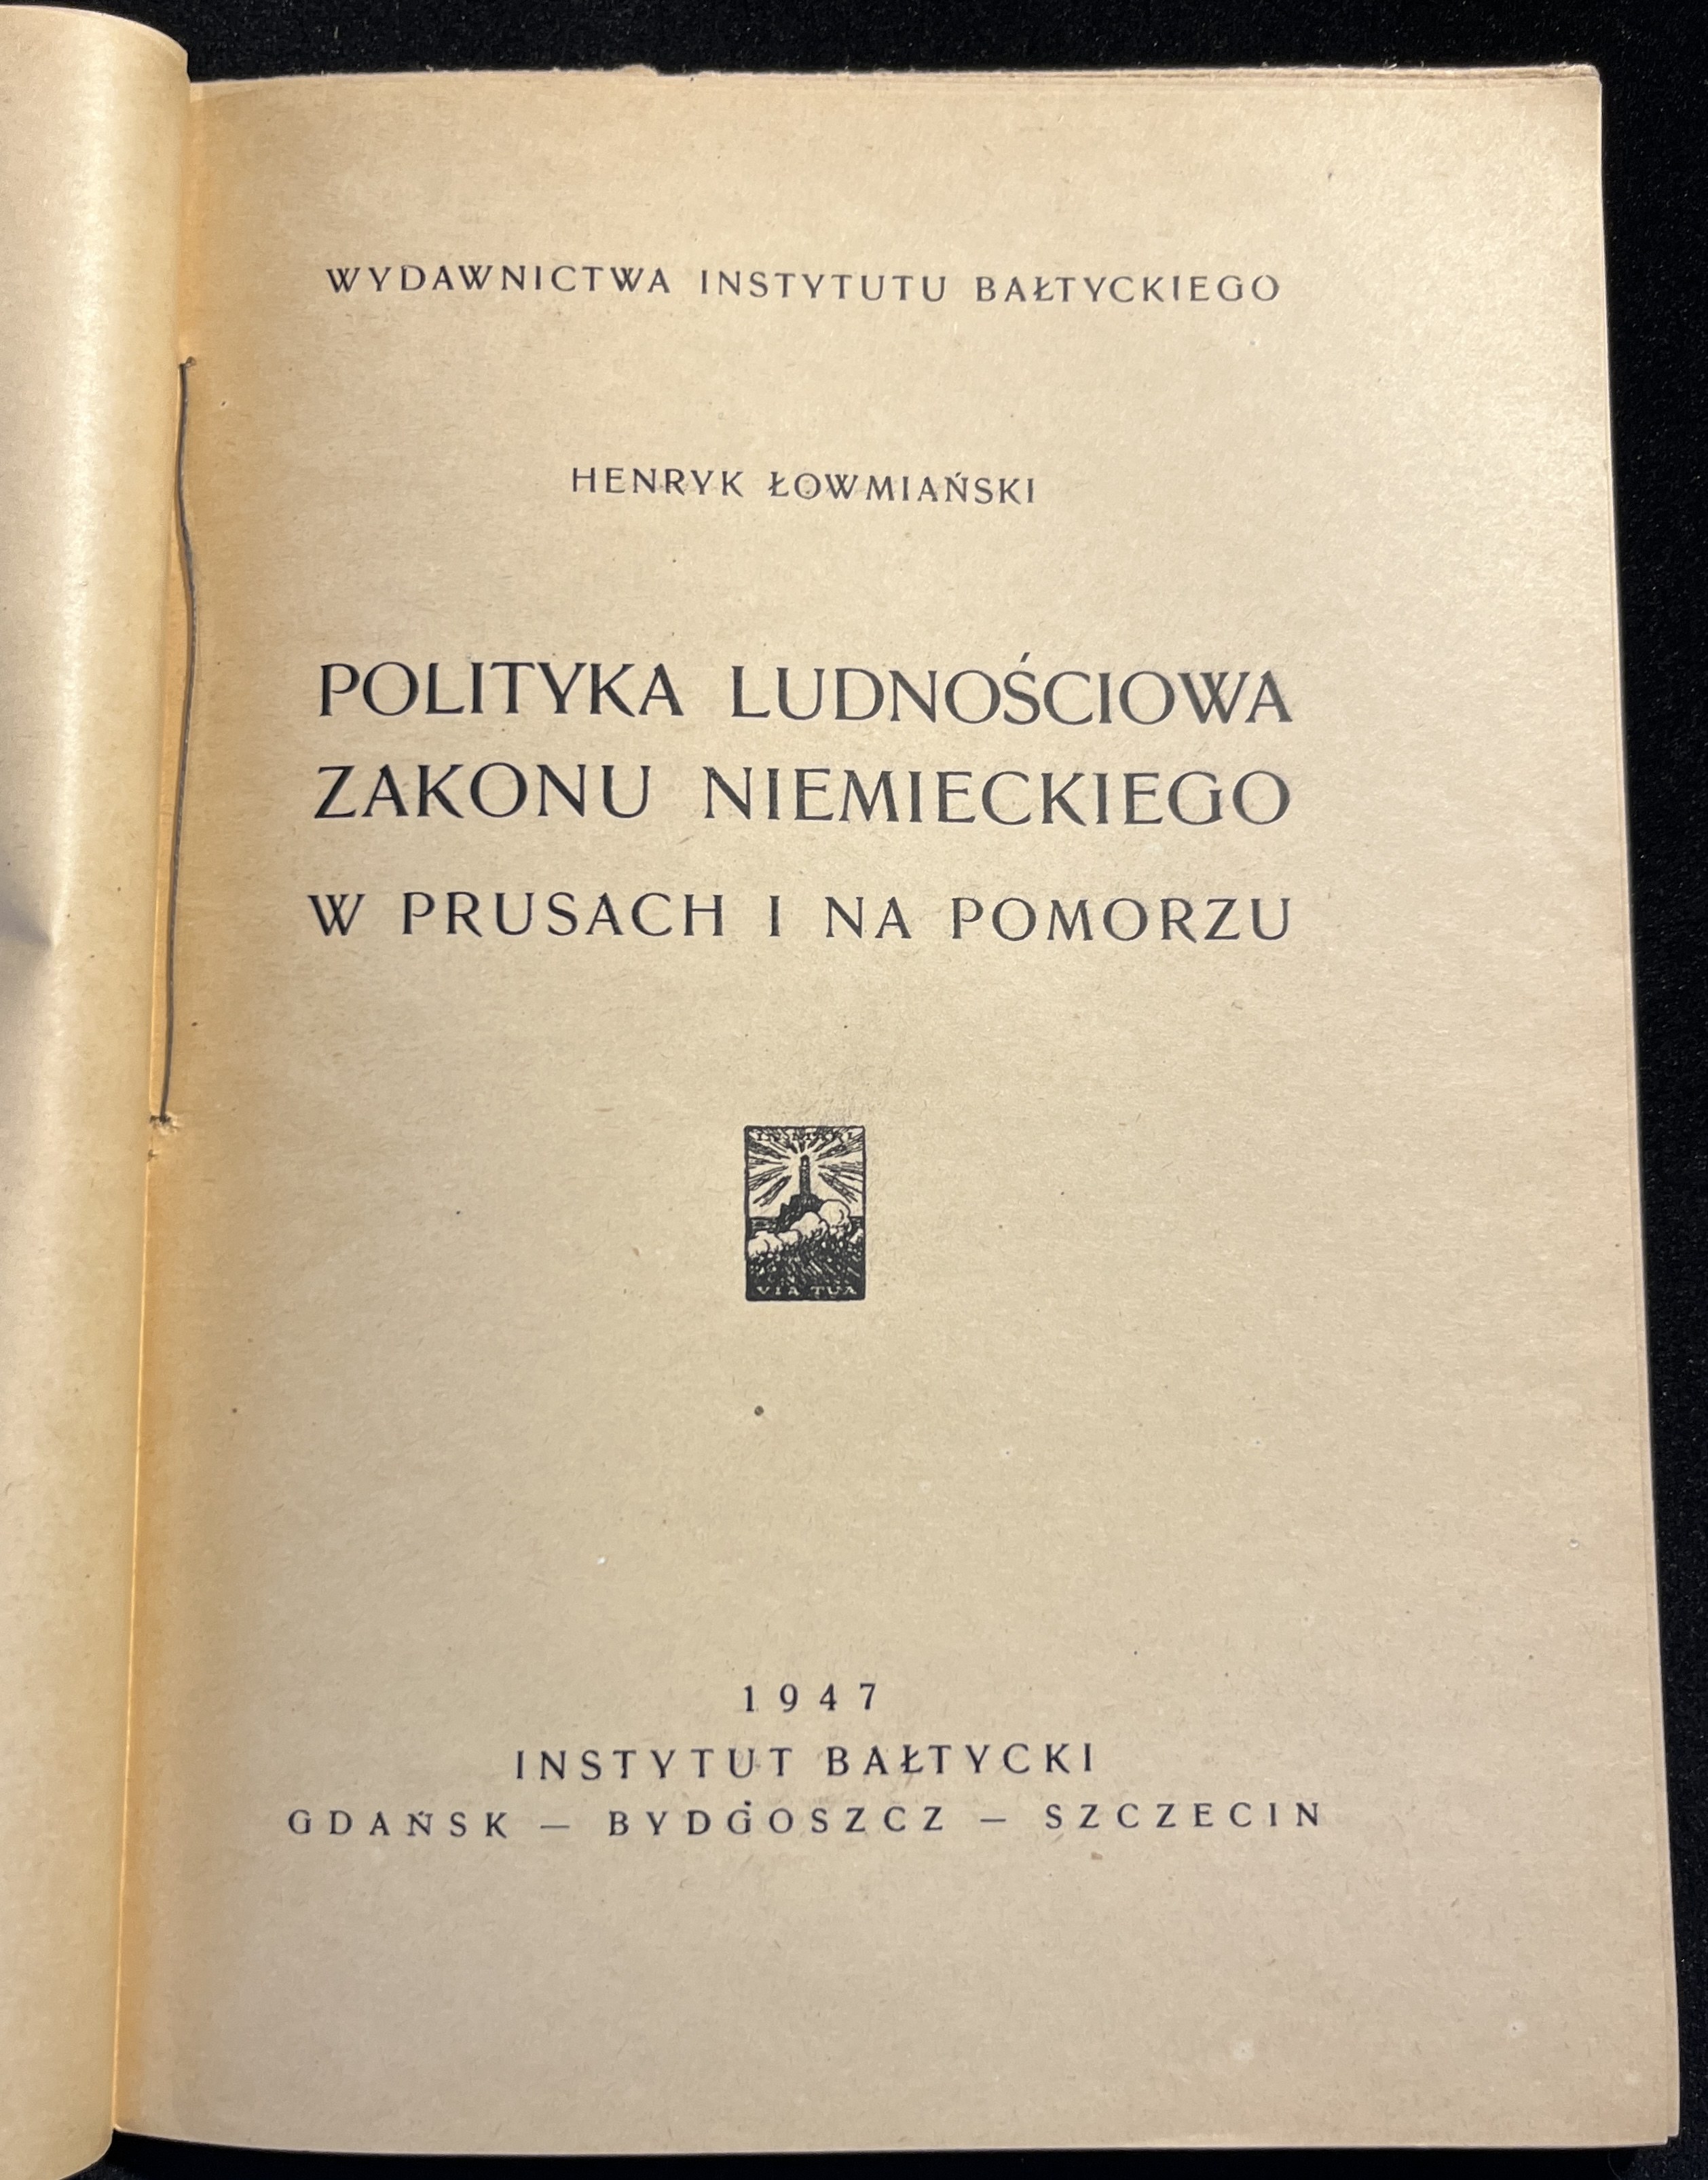 WYDAWNICTWA INSTYTUTU BAŁTYCKIEGO
HENRYK ŁOWMIAŃSKI
POLITYKA LUDNOŚCIOWA
ZAKONU NIEMIECKIEGO
W PRUSACH I NA POMORZU
VIA TUA
1947
INSTYTUT BAŁTYCKI
GDAŃSK — BYDGOSZCZ — SZCZECIN